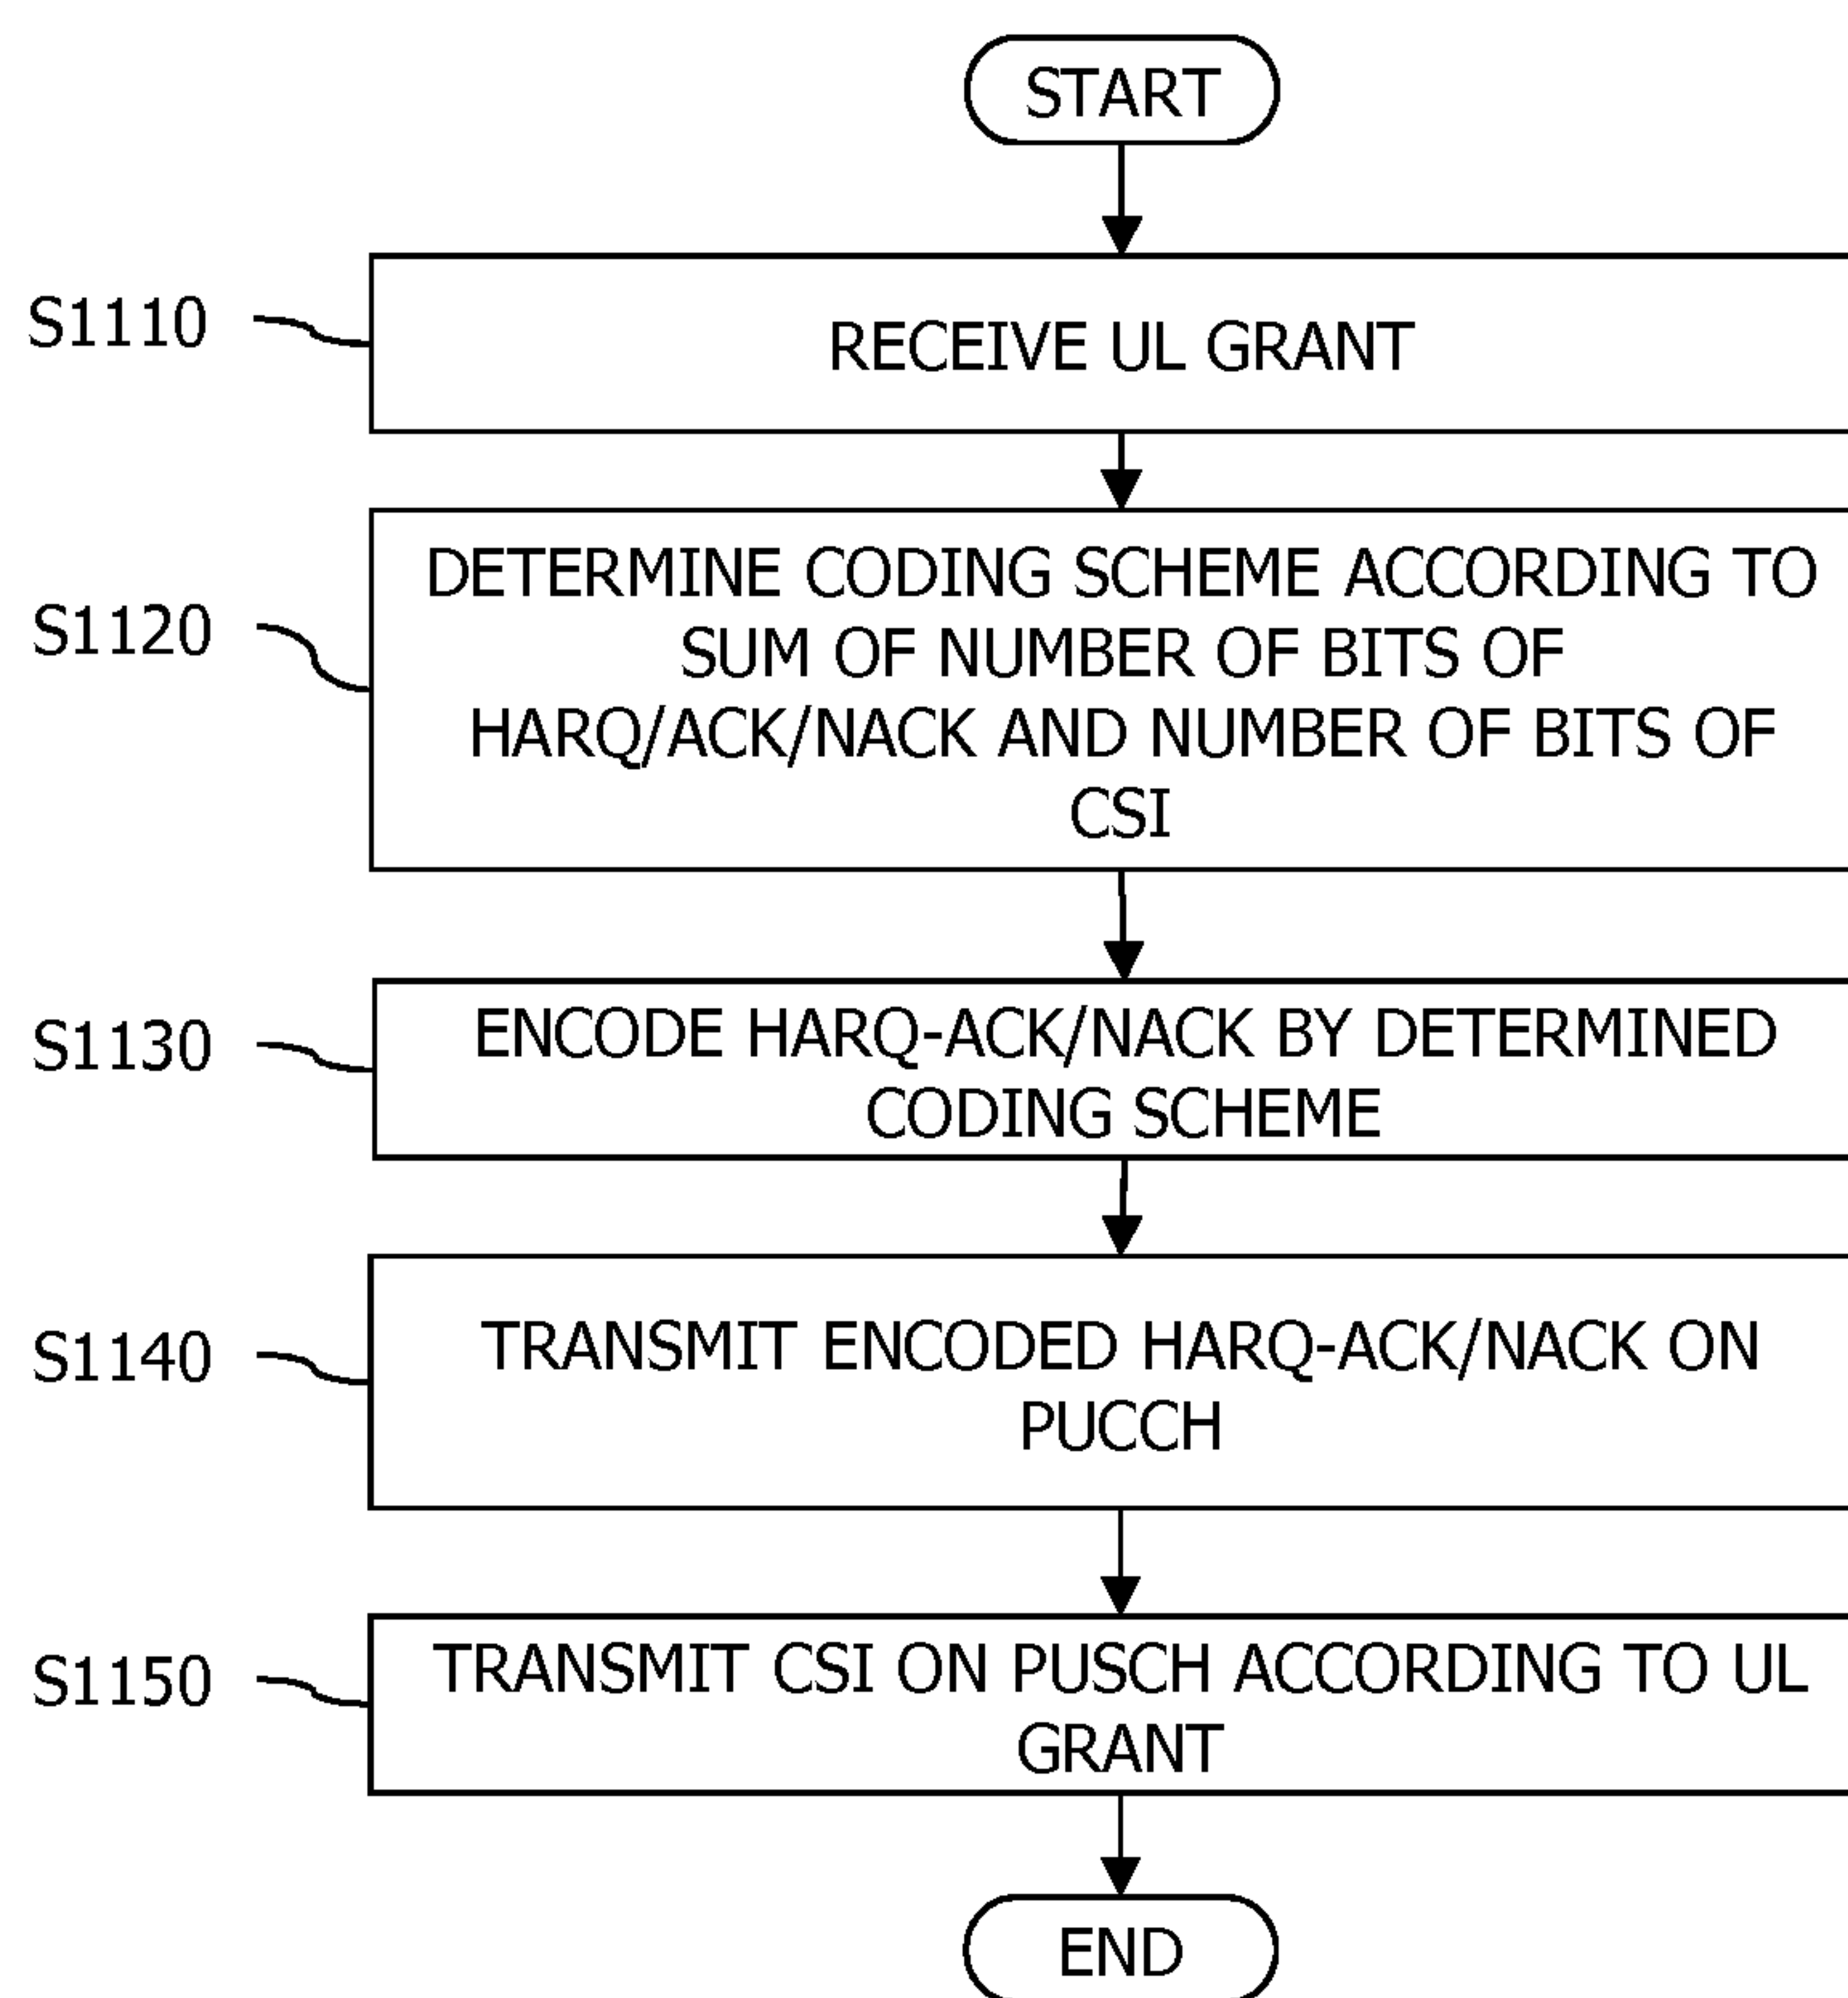 START
S1110
RECEIVE UL GRANT
S1120
DETERMINE CODING SCHEME ACCORDING TO
SUM OF NUMBER OF BITS OF
HARQ/ACK/NACK AND NUMBER OF BITS OF
CSI
S1130
ENCODE HARQ-ACK/NACK BY DETERMINED
CODING SCHEME
S1140
TRANSMIT ENCODED HARQ-ACK/NACK ON
PUCCH
S1150
TRANSMIT CSI ON PUSCH ACCORDING TO UL
GRANT
END